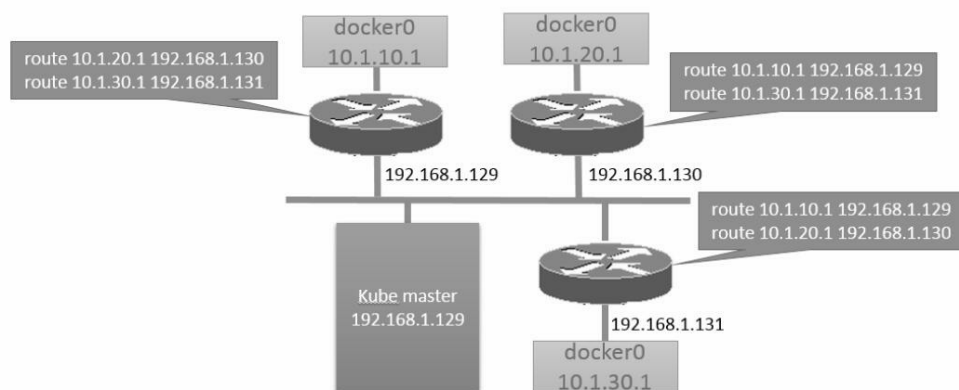 docker0
10.1.10.1
docker0
10.1.20.1
route 10.1.20.1 192.168.1.130
route 10.1.30.1 192.168.1.131
route 10.1.10.1 192.168.1.129
route 10.1.30.1 192.168.1.131
192.168.1.129
192.168.1.130
route 10.1.10.1 192.168.1.129
route 10.1.20.1 192.168.1.130
Kube master
192.168.1.129
192.168.1.131
docker0
10.1.30.1